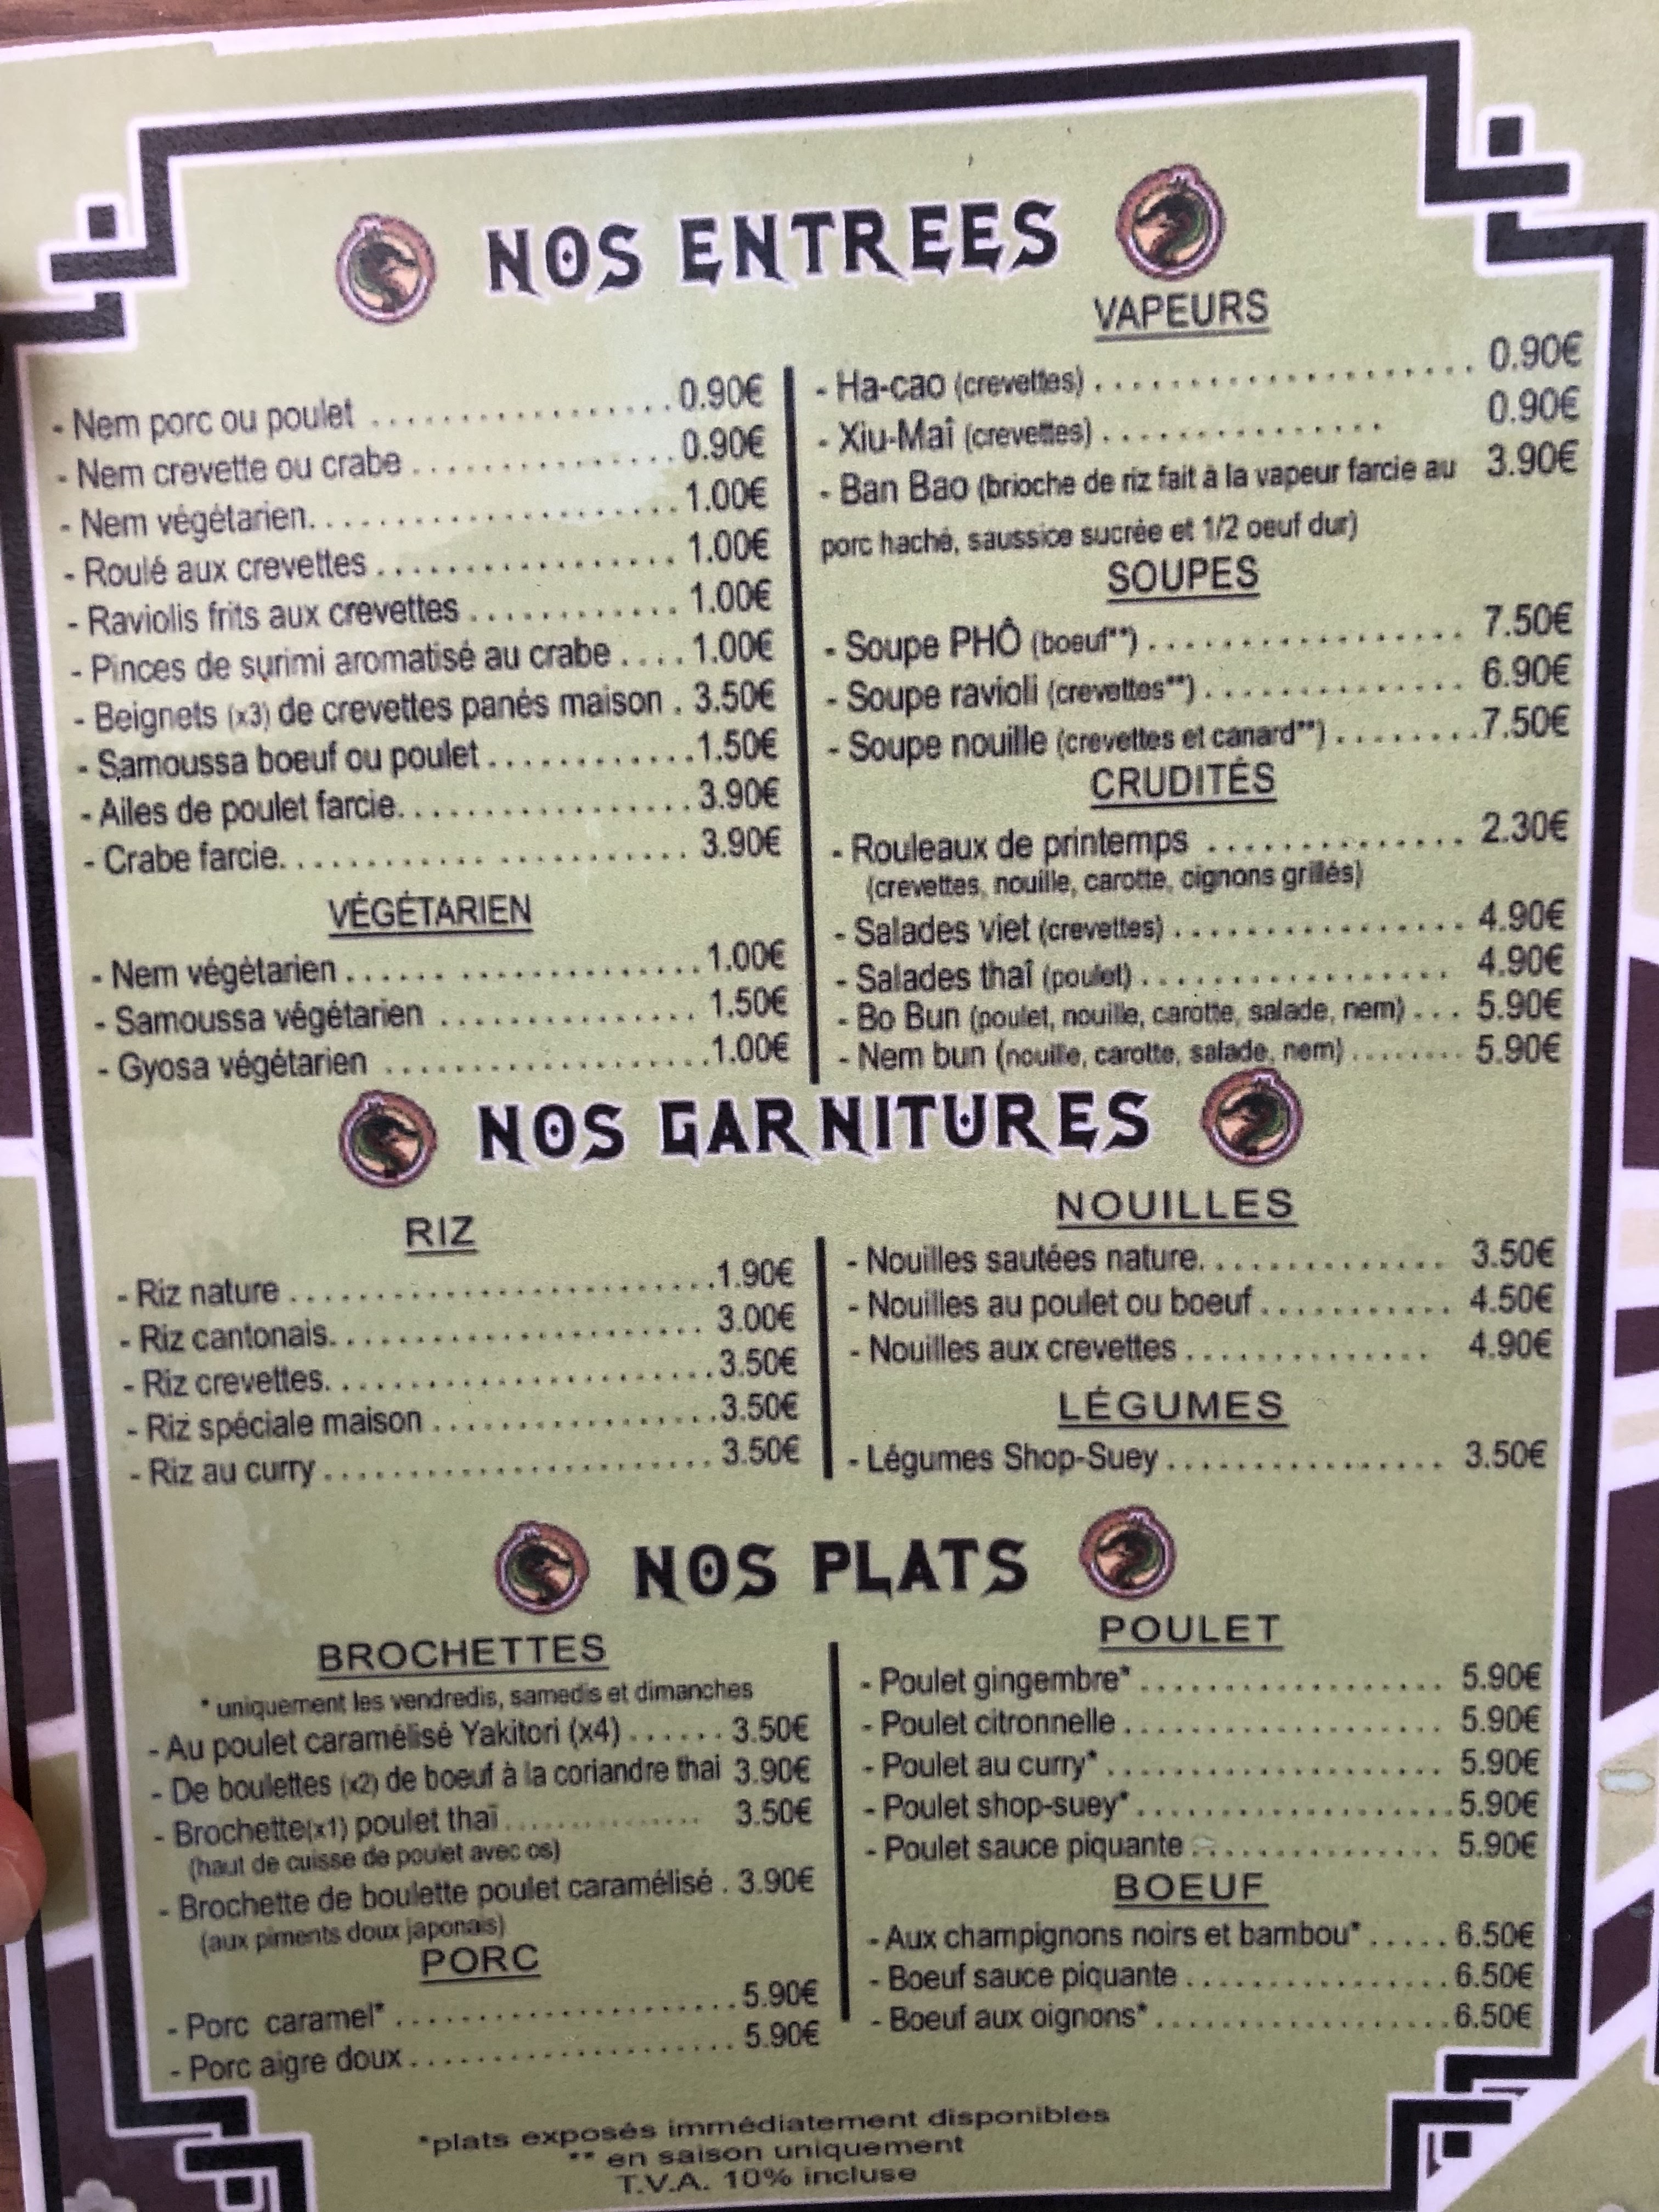 NOS ENTREES
- Nem porc ou poulet .................. 0.90€
- Nem crevette ou crabe ................ 0.90€
- Nem végétarien...................... 1.00€
- Roulé aux crevettes .................. 1.00€
- Raviolis frits aux crevettes ............ 1.00€
- Pinces de surimi aromatisé au crabe .... 1.00€
- Beignets (x3) de crevettes panés maison . 3.50€
- Samoussa boeuf ou poulet ............. 1.50€
- Ailes de poulet farcie.................. 3.90€
- Crabe farcie......................... 3.90€
VÉGÉTARIEN
- Nem végétarien ..................... 1.00€
- Samoussa végétarien ................ 1.50€
- Gyosa végétarien .................... 1.00€
VAPEURS
- Ha-cao (crevettes) ...................... 0.90€
- Xiu-Maî (crevettes) ................ 0.90€
- Ban Bao (brioche de riz fait à la vapeur farcie au 3.90€
porc haché, saussice sucrée et 1/2 oeuf dur)
SOUPES
- Soupe PHÔ (boeuf**) .................. 7.50€
- Soupe ravioli (crevettes**) ............... 6.90€
- Soupe nouille (crevettes et canard**) ........ 7.50€
CRUDITÉS
- Rouleaux de printemps .............. 2.30€
(crevettes, nouille, carotte, oignons grillés)
- Salades viet (crevettes) ................. 4.90€
- Salades thaî (poulet) .................. 4.90€
- Bo Bun (poulet, nouille, carotte, salade, nem) ... 5.90€
- Nem bun (nouille, carotte, salade, nem) ........ 5.90€
NOS GARNITURES
RIZ
- Riz nature ........................ 1.90€
- Riz cantonais...................... 3.00€
- Riz crevettes...................... 3.50€
- Riz spéciale maison ................. 3.50€
- Riz au curry ....................... 3.50€
NOUILLES
- Nouilles sautées nature............... 3.50€
- Nouilles au poulet ou boeuf ........... 4.50€
- Nouilles aux crevettes .............. 4.90€
LÉGUMES
- Légumes Shop-Suey ................. 3.50€
NOS PLATS
BROCHETTES
* uniquement les vendredis, samedis et dimanches
- Au poulet caramélisé Yakitori (x4) ...... 3.50€
- De boulettes (x2) de boeuf à la coriandre thai 3.90€
- Brochette(x1) poulet thaï ............... 3.50€
(haut de cuisse de poulet avec os)
- Brochette de boulette poulet caramélisé . 3.90€
(aux piments doux japonais)
PORC
- Porc caramel* .................... 5.90€
- Porc aigre doux ................... 5.90€
POULET
- Poulet gingembre* .................. 5.90€
- Poulet citronnelle ................... 5.90€
- Poulet au curry* .................... 5.90€
- Poulet shop-suey* ................... 5.90€
- Poulet sauce piquante ............... 5.90€
BOEUF
- Aux champignons noirs et bambou* ..... 6.50€
- Boeuf sauce piquante ................ 6.50€
- Boeuf aux oignons* .................. 6.50€
*plats exposés immédiatement disponibles
** en saison uniquement
T.V.A. 10% incluse